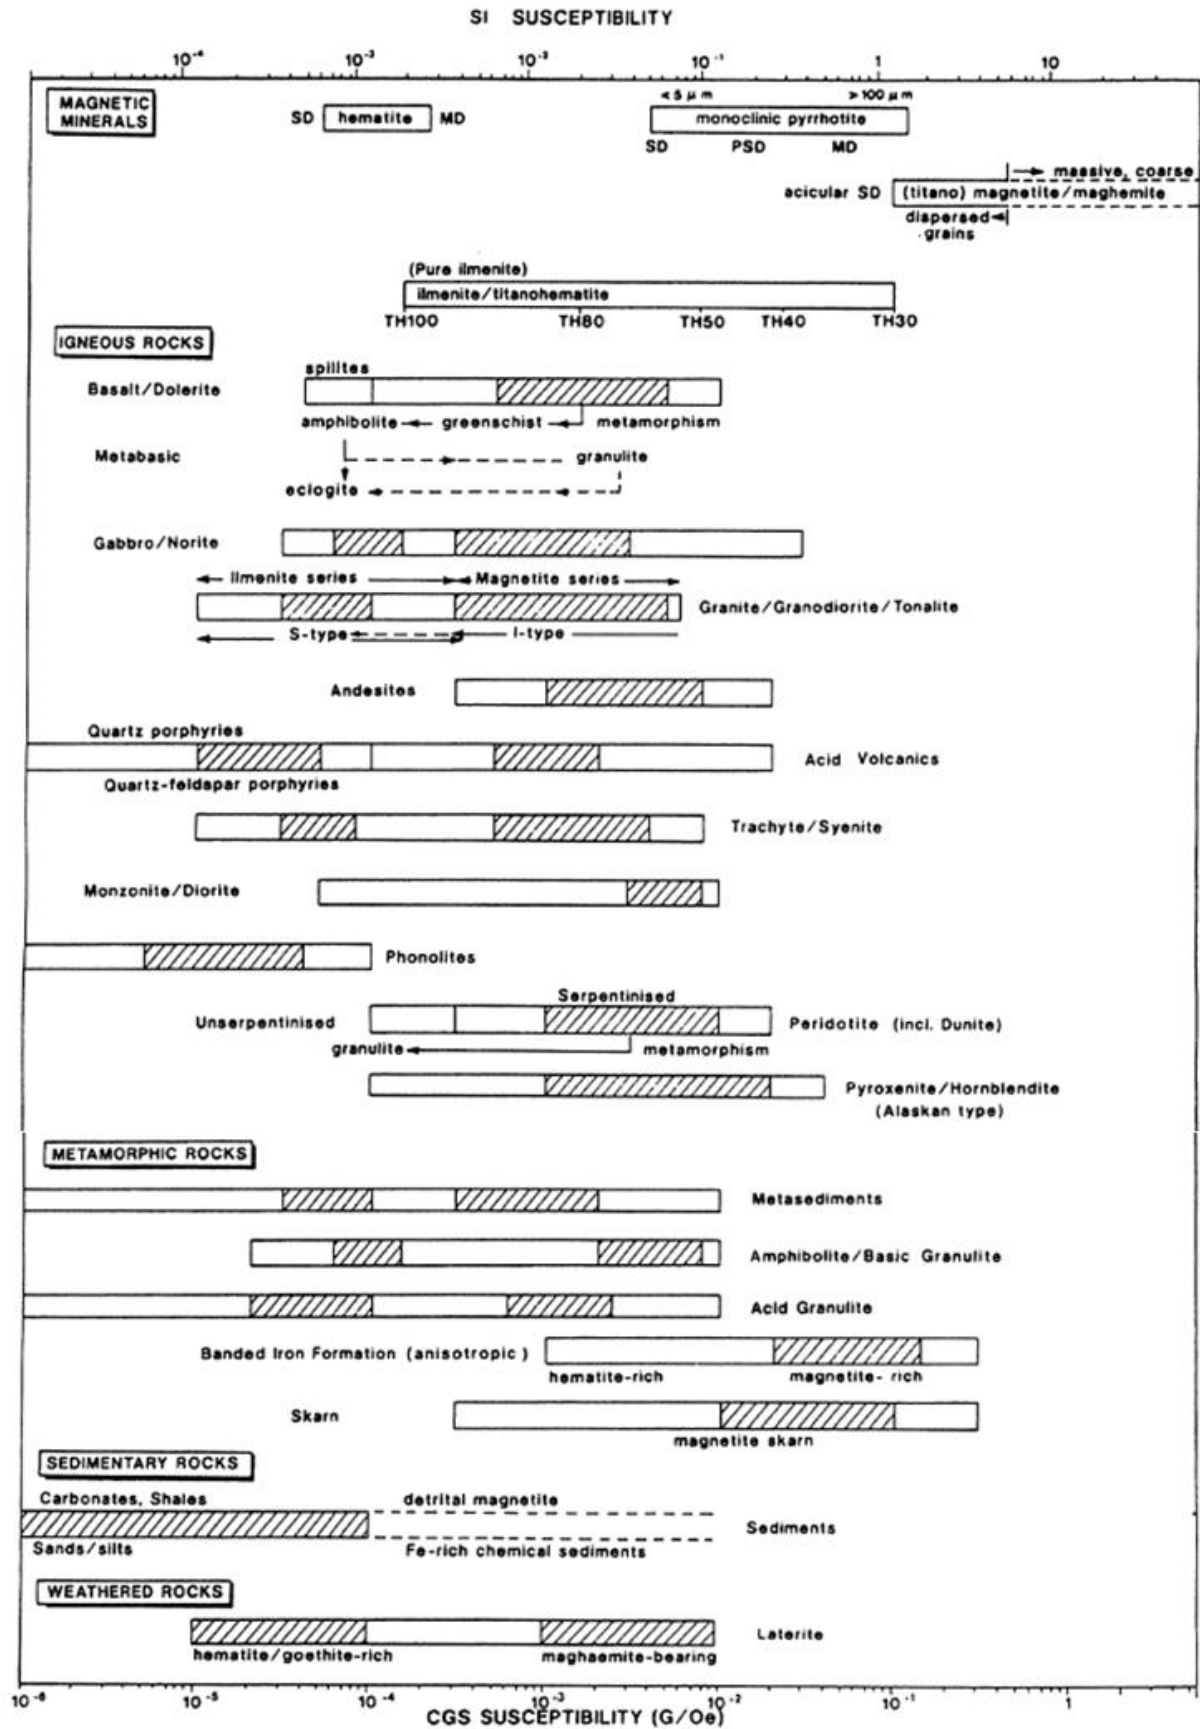 SI SUSCEPTIBILITY
10⁻⁴ 10⁻³ 10⁻² 10⁻¹ 1 10
MAGNETIC
MINERALS
< 5 μm > 100 μm
SD hematite MD
monoclinic pyrrhotite
SD PSD MD
massive, coarse
acicular SD (titano) magnetite/maghemite
dispersed
grains
(Pure ilmenite)
ilmenite/titanohematite
TH100 TH80 TH50 TH40 TH30
IGNEOUS ROCKS
spilites
Basalt/Dolerite
amphibolite greenschist metamorphism
Metabasic granulite
eclogite
Gabbro/Norite
Ilmenite series Magnetite series
Granite/Granodiorite/Tonalite
S-type I-type
Andesites
Quartz porphyries
Acid Volcanics
Quartz-feldspar porphyries
Trachyte/Syenite
Monzonite/Diorite
Phonolites
Serpentinised
Unserpentinised Peridotite (incl. Dunite)
granulite metamorphism
Pyroxenite/Hornblendite
(Alaskan type)
METAMORPHIC ROCKS
Metasediments
Amphibolite/Basic Granulite
Acid Granulite
Banded Iron Formation (anisotropic)
hematite-rich magnetite-rich
Skarn
magnetite skarn
SEDIMENTARY ROCKS
Carbonates, Shales detrital magnetite
Sediments
Sands/silts Fe-rich chemical sediments
WEATHERED ROCKS
Laterite
hematite/goethite-rich maghaemite-bearing
10⁻⁶ 10⁻⁵ 10⁻⁴ 10⁻³ 10⁻² 10⁻¹ 1
CGS SUSCEPTIBILITY (G/Oe)